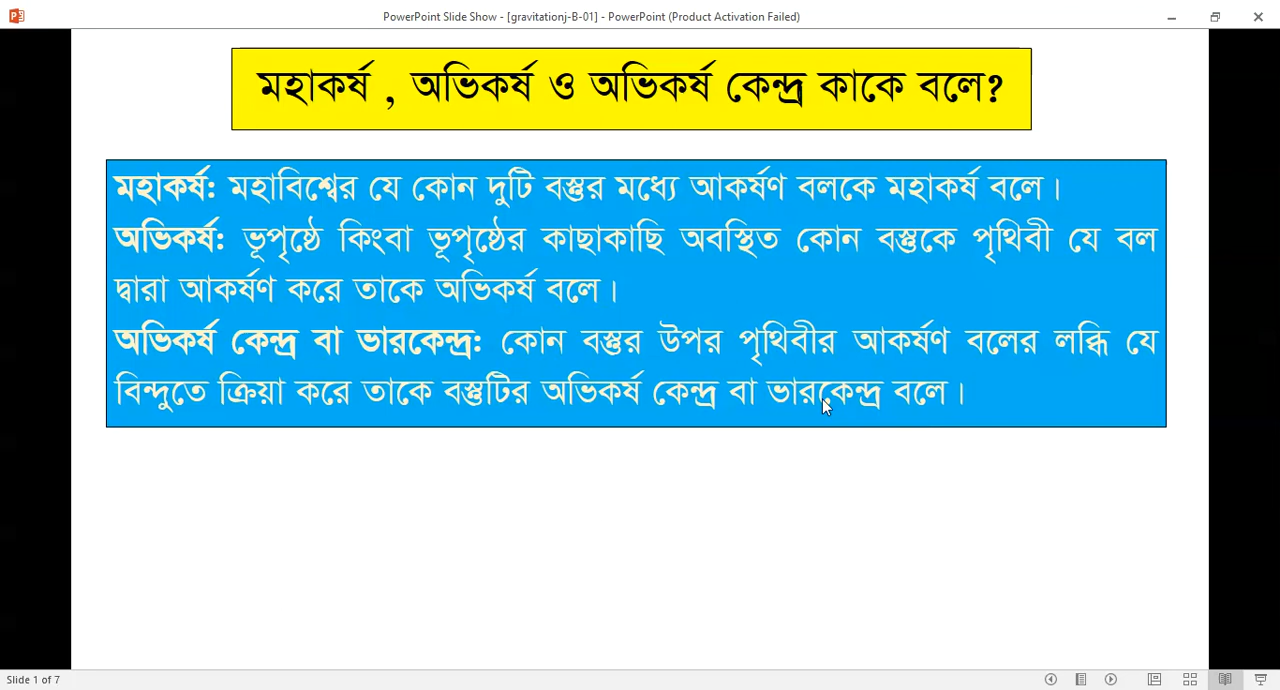 PowerPoint Slide Show - [gravitationj-B-01] - PowerPoint (Product Activation Failed)
মহাকর্ষ , অভিকর্ষ ও অভিকর্ষ কেন্দ্র কাকে বলে?
মহাকর্ষ: মহাবিশ্বের যে কোন দুটি বস্তুর মধ্যে আকর্ষণ বলকে মহাকর্ষ বলে।
অভিকর্ষ: ভূপৃষ্ঠে কিংবা ভূপৃষ্ঠের কাছাকাছি অবস্থিত কোন বস্তুকে পৃথিবী যে বল
দ্বারা আকর্ষণ করে তাকে অভিকর্ষ বলে।
অভিকর্ষ কেন্দ্র বা ভারকেন্দ্র: কোন বস্তুর উপর পৃথিবীর আকর্ষণ বলের লব্ধি যে
বিন্দুতে ক্রিয়া করে তাকে বস্তুটির অভিকর্ষ কেন্দ্র বা ভারকেন্দ্র বলে।
Slide 1 of 7